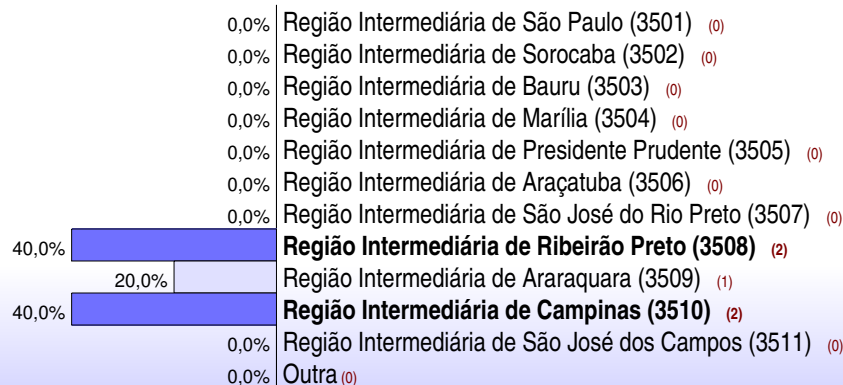 0,0% Região Intermediária de São Paulo (3501) (0)
0,0% Região Intermediária de Sorocaba (3502) (0)
0,0% Região Intermediária de Bauru (3503) (0)
0,0% Região Intermediária de Marília (3504) (0)
0,0% Região Intermediária de Presidente Prudente (3505) (0)
0,0% Região Intermediária de Araçatuba (3506) (0)
0,0% Região Intermediária de São José do Rio Preto (3507) (0)
40,0% Região Intermediária de Ribeirão Preto (3508) (2)
20,0% Região Intermediária de Araraquara (3509) (1)
40,0% Região Intermediária de Campinas (3510) (2)
0,0% Região Intermediária de São José dos Campos (3511) (0)
0,0% Outra (0)